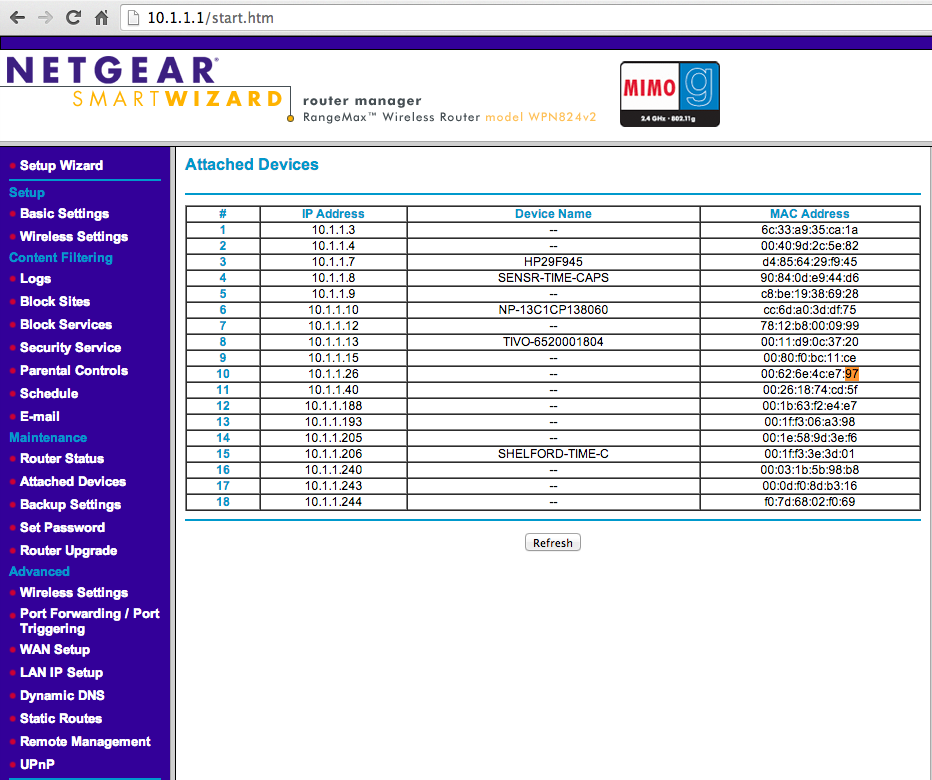 10.1.1.1/start.htm
NETGEAR®
SMARTWIZARD
router manager
RangeMax™ Wireless Router model WPN824v2
MIMO g
2.4 GHz - 802.11g
Setup Wizard
Setup
Basic Settings
Wireless Settings
Content Filtering
Logs
Block Sites
Block Services
Security Service
Parental Controls
Schedule
E-mail
Maintenance
Router Status
Attached Devices
Backup Settings
Set Password
Router Upgrade
Advanced
Wireless Settings
Port Forwarding / Port
Triggering
WAN Setup
LAN IP Setup
Dynamic DNS
Static Routes
Remote Management
UPnP
Attached Devices
# IP Address Device Name MAC Address
1 10.1.1.3 -- 6c:33:a9:35:ca:1a
2 10.1.1.4 -- 00:40:9d:2c:5e:82
3 10.1.1.7 HP29F945 d4:85:64:29:f9:45
4 10.1.1.8 SENSR-TIME-CAPS 90:84:0d:e9:44:d6
5 10.1.1.9 -- c8:be:19:38:69:28
6 10.1.1.10 NP-13C1CP138060 cc:6d:a0:3d:df:75
7 10.1.1.12 -- 78:12:b8:00:09:99
8 10.1.1.13 TIVO-6520001804 00:11:d9:0c:37:20
9 10.1.1.15 -- 00:80:f0:bc:11:ce
10 10.1.1.26 -- 00:62:6e:4c:e7:97
11 10.1.1.40 -- 00:26:18:74:cd:5f
12 10.1.1.188 -- 00:1b:63:f2:e4:e7
13 10.1.1.193 -- 00:1f:f3:06:a3:98
14 10.1.1.205 -- 00:1e:58:9d:3e:f6
15 10.1.1.206 SHELFORD-TIME-C 00:1f:f3:3e:3d:01
16 10.1.1.240 -- 00:03:1b:5b:98:b8
17 10.1.1.243 -- 00:0d:f0:8d:b3:16
18 10.1.1.244 -- f0:7d:68:02:f0:69
Refresh